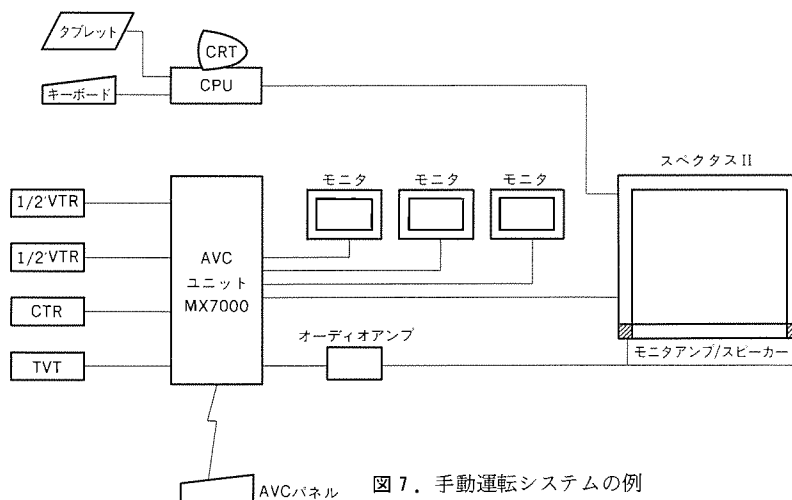 タブレット
CRT
CPU
キーボード
スペクタスII
モニタ
モニタ
モニタ
1/2'VTR
1/2'VTR
AVC
ユニット
MX7000
CTR
オーディオアンプ
モニタアンプ/スピーカー
TVT
AVCパネル
図7. 手動運転システムの例